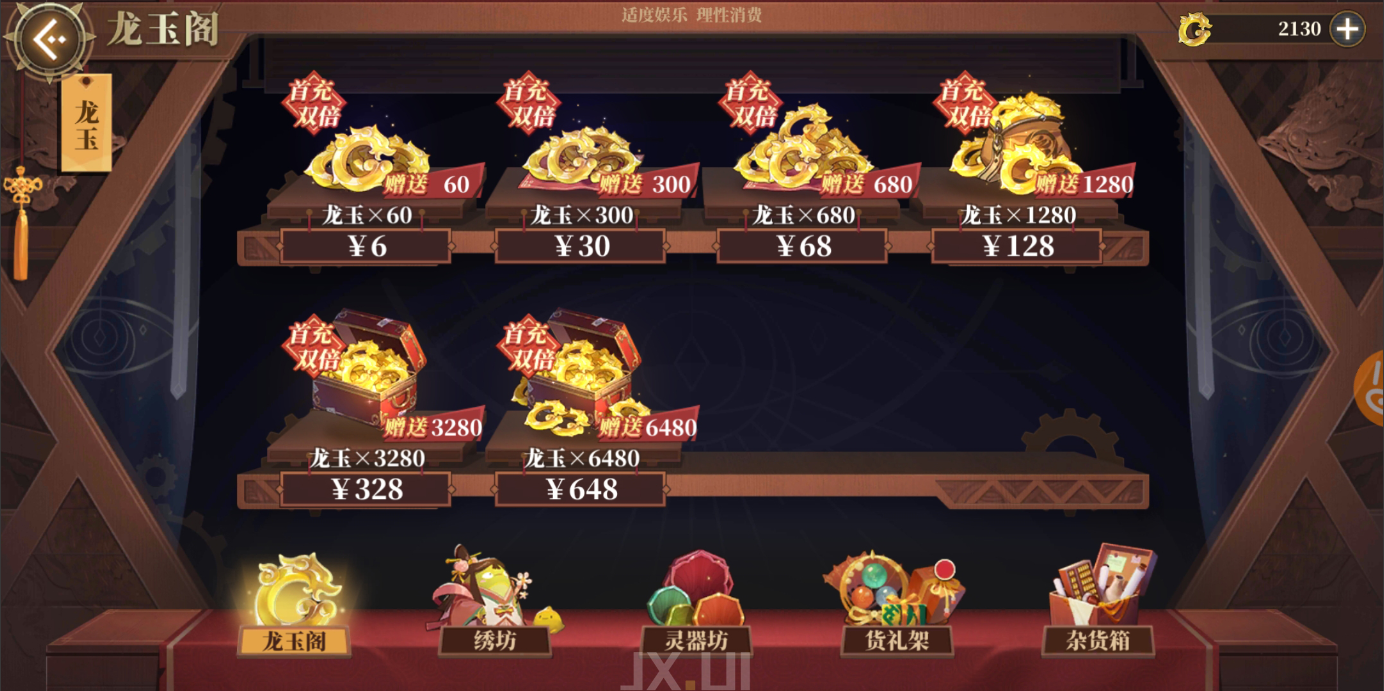 龙玉阁
适度娱乐 理性消费
2130
龙玉
首充双倍
赠送 60
龙玉×60
¥6
首充双倍
赠送 300
龙玉×300
¥30
首充双倍
赠送 680
龙玉×680
¥68
首充双倍
赠送 1280
龙玉×1280
¥128
首充双倍
赠送 3280
龙玉×3280
¥328
首充双倍
赠送 6480
龙玉×6480
¥648
龙玉阁
绣坊
灵器坊
货礼架
杂货箱
JX.UI